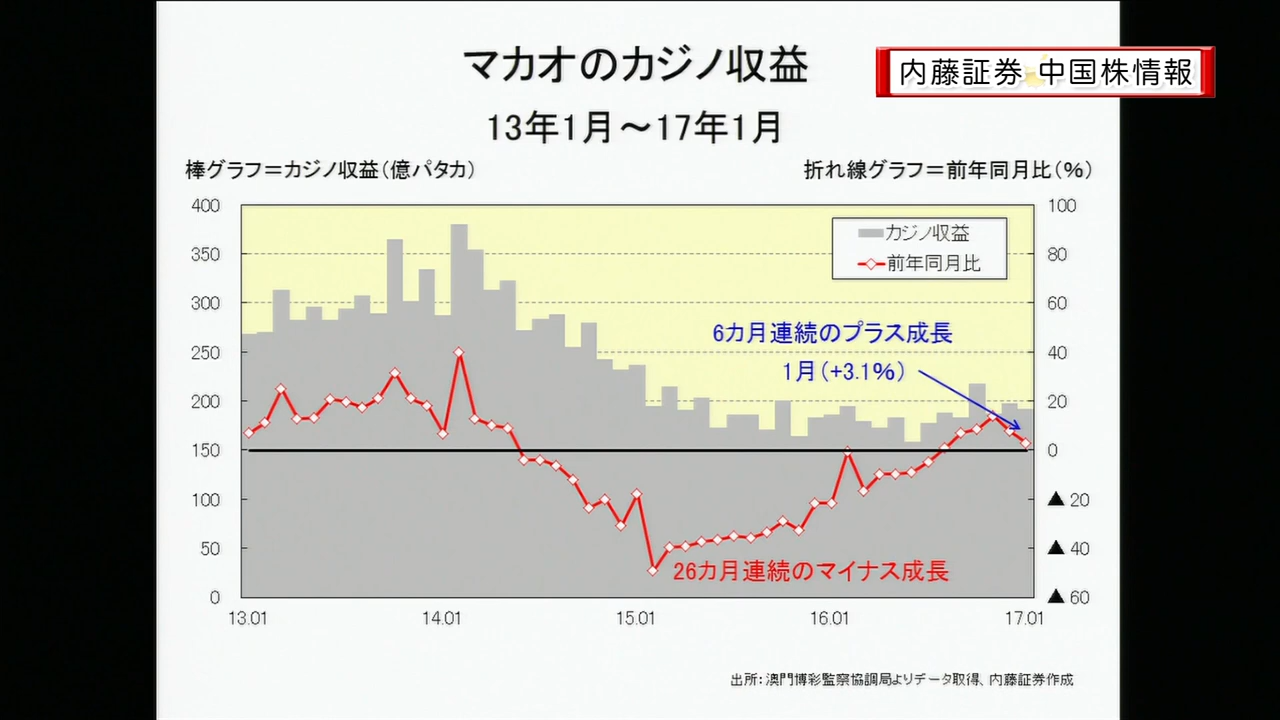 マカオのカジノ収益
内藤証券 中国株情報
13年1月～17年1月
棒グラフ＝カジノ収益（億パタカ）
折れ線グラフ＝前年同月比（%）
400
350
300
250
200
150
100
50
0
100
80
60
40
20
0
▲ 20
▲ 40
▲ 60
カジノ収益
前年同月比
6カ月連続のプラス成長
1月（+3.1%）
26カ月連続のマイナス成長
13.01
14.01
15.01
16.01
17.01
出所：澳門博彩監察協調局よりデータ取得、内藤証券作成